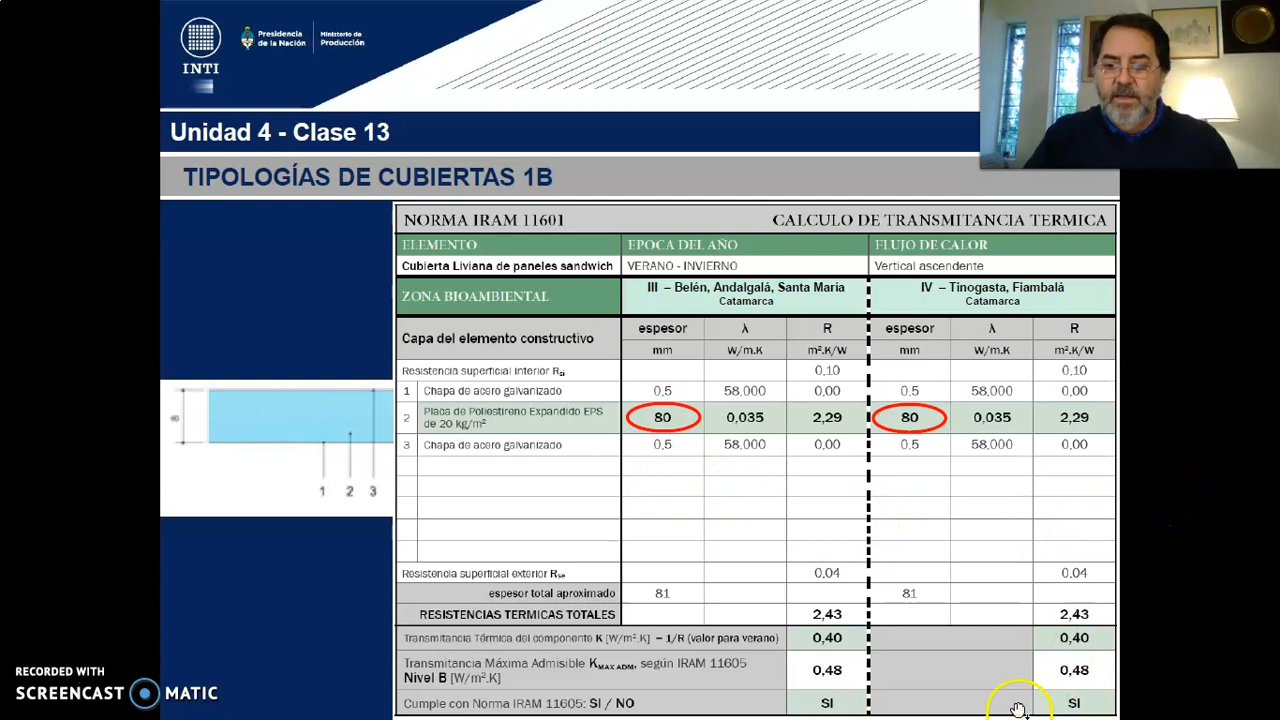 INTI
Presidencia
de la Nación
Ministerio de
Producción
Unidad 4 - Clase 13
TIPOLOGÍAS DE CUBIERTAS 1B
NORMA IRAM 11601 CALCULO DE TRANSMITANCIA TERMICA
ELEMENTO EPOCA DEL AÑO FLUJO DE CALOR
Cubierta Liviana de paneles sandwich VERANO - INVIERNO Vertical ascendente
ZONA BIOAMBIENTAL III – Belén, Andalgalá, Santa María IV – Tinogasta, Fiambalá
Catamarca Catamarca
Capa del elemento constructivo espesor λ R espesor λ R
mm W/m.K m².K/W mm W/m.K m².K/W
Resistencia superficial interior Rsi 0,10 0,10
1 Chapa de acero galvanizado 0,5 58,000 0,00 0,5 58,000 0,00
2 Placa de Poliestireno Expandido EPS
de 20 kg/m² 80 0,035 2,29 80 0,035 2,29
3 Chapa de acero galvanizado 0,5 58,000 0,00 0,5 58,000 0,00
1 2 3
Resistencia superficial exterior Rse 0,04 0,04
espesor total aproximado 81 81
RESISTENCIAS TERMICAS TOTALES 2,43 2,43
Transmitancia Térmica del componente K [W/m².K] = 1/R (valor para verano) 0,40 0,40
Transmitancia Máxima Admisible KMAX ADM, según IRAM 11605
Nivel B [W/m².K] 0,48 0,48
Cumple con Norma IRAM 11605: SI / NO SI SI
RECORDED WITH
SCREENCAST MATIC